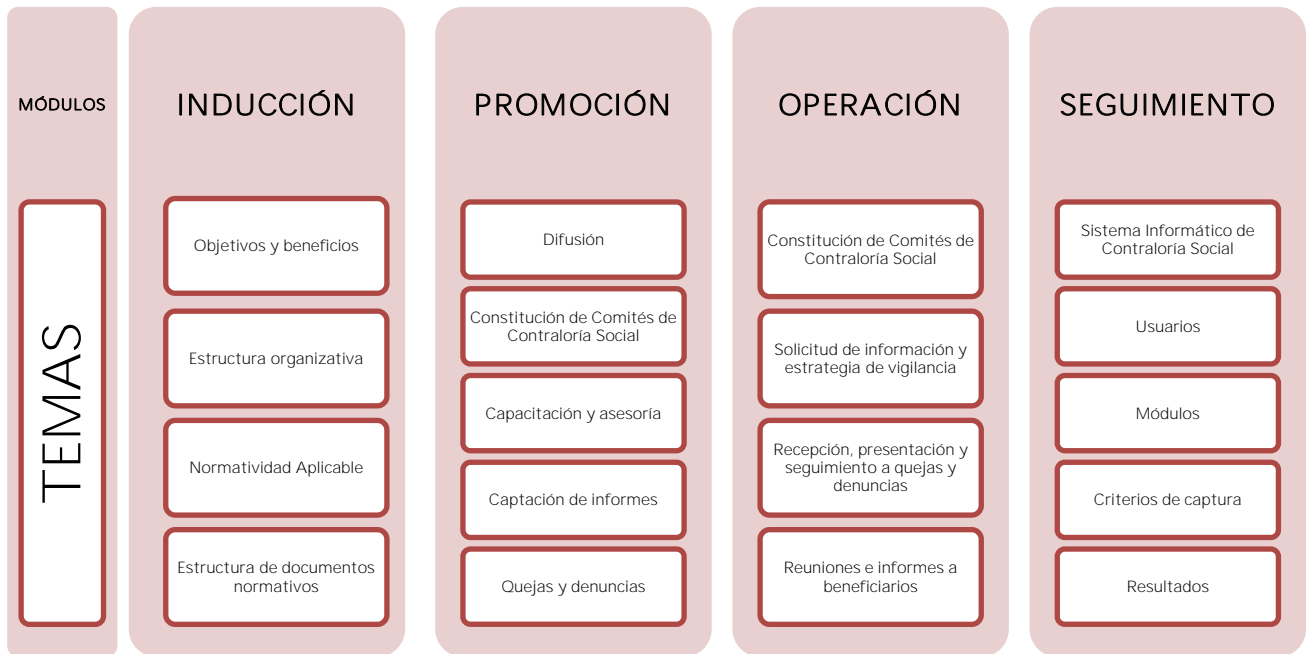 MÓDULOS
INDUCCIÓN
PROMOCIÓN
OPERACIÓN
SEGUIMIENTO
TEMAS
Objetivos y beneficios
Estructura organizativa
Normatividad Aplicable
Estructura de documentos
normativos
Difusión
Constitución de Comités de
Contraloría Social
Capacitación y asesoría
Captación de informes
Quejas y denuncias
Constitución de Comités de
Contraloría Social
Solicitud de información y
estrategia de vigilancia
Recepción, presentación y
seguimiento a quejas y
denuncias
Reuniones e informes a
beneficiarios
Sistema Informático de
Contraloría Social
Usuarios
Módulos
Criterios de captura
Resultados